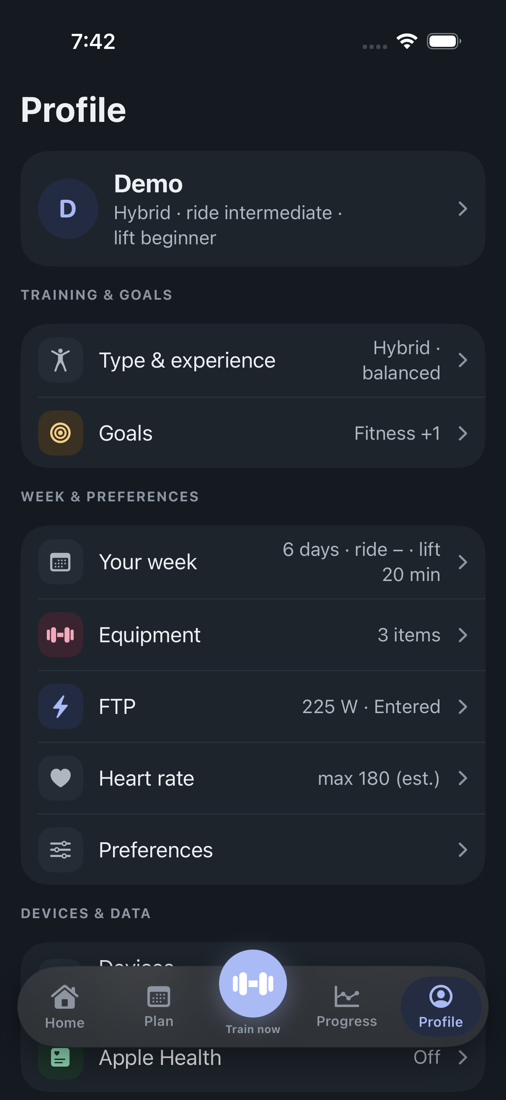 7:42
Profile
D
Demo
Hybrid · ride intermediate ·
lift beginner
TRAINING & GOALS
Type & experience
Hybrid ·
balanced
Goals
Fitness +1
WEEK & PREFERENCES
Your week
6 days · ride – · lift
20 min
Equipment
3 items
FTP
225 W · Entered
Heart rate
max 180 (est.)
Preferences
DEVICES & DATA
Devices
Home
Plan
Train now
Progress
Profile
Apple Health
Off